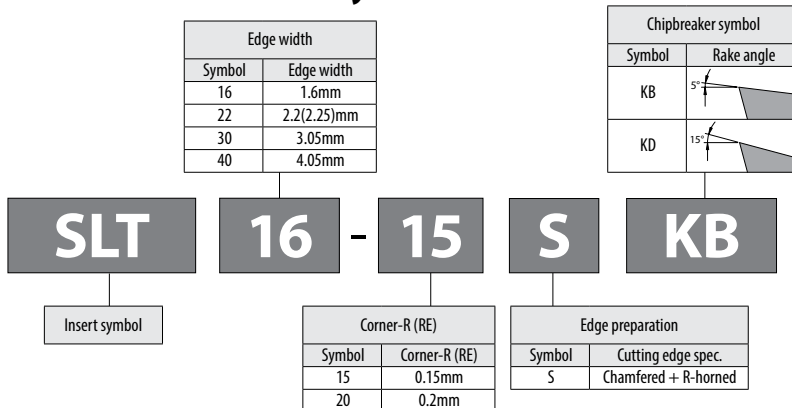 Edge width
Symbol Edge width
16 1.6mm
22 2.2(2.25)mm
30 3.05mm
40 4.05mm
Chipbreaker symbol
Symbol Rake angle
KB 5°
KD 15°
SLT 16 - 15 S KB
Insert symbol
Corner-R (RE)
Symbol Corner-R (RE)
15 0.15mm
20 0.2mm
Edge preparation
Symbol Cutting edge spec.
S Chamfered + R-horned